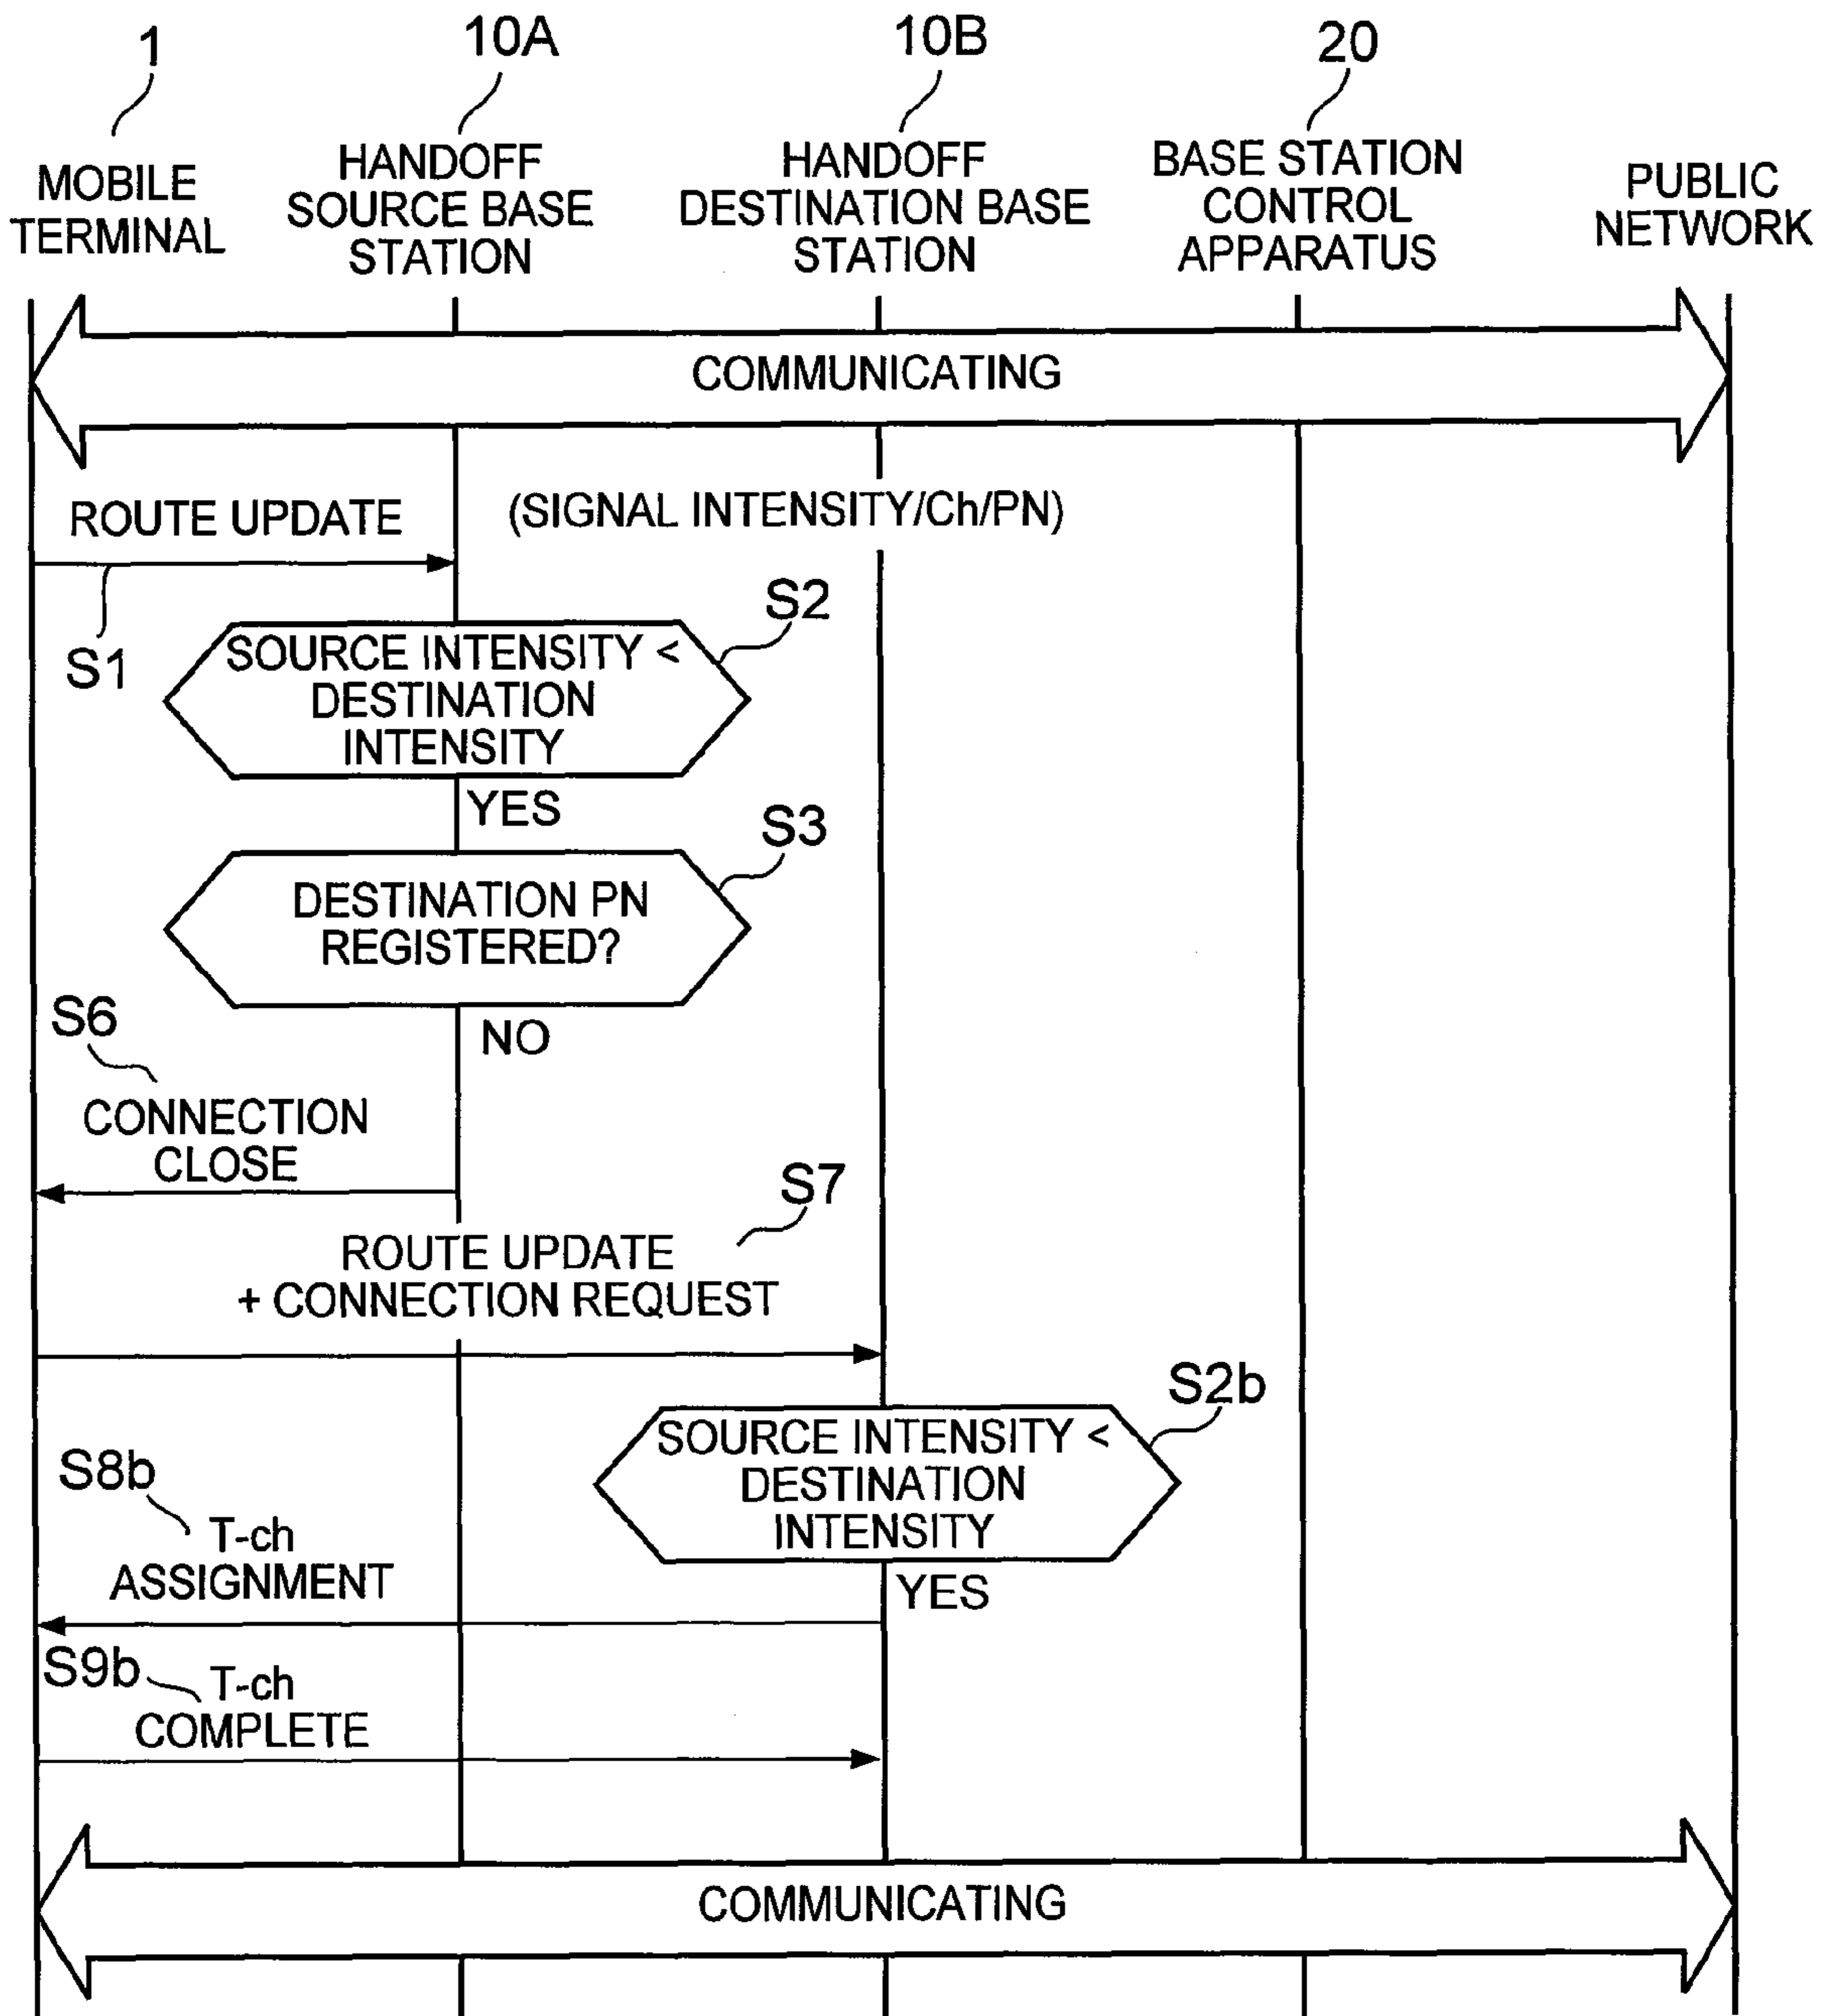 1
10A
10B
20
MOBILE
TERMINAL
HANDOFF
SOURCE BASE
STATION
HANDOFF
DESTINATION BASE
STATION
BASE STATION
CONTROL
APPARATUS
PUBLIC
NETWORK
COMMUNICATING
ROUTE UPDATE
(SIGNAL INTENSITY/Ch/PN)
S1
S2
SOURCE INTENSITY <
DESTINATION
INTENSITY
YES
S3
DESTINATION PN
REGISTERED?
NO
S6
CONNECTION
CLOSE
S7
ROUTE UPDATE
+ CONNECTION REQUEST
S2b
SOURCE INTENSITY <
DESTINATION
INTENSITY
YES
S8b
T-ch
ASSIGNMENT
S9b
T-ch
COMPLETE
COMMUNICATING